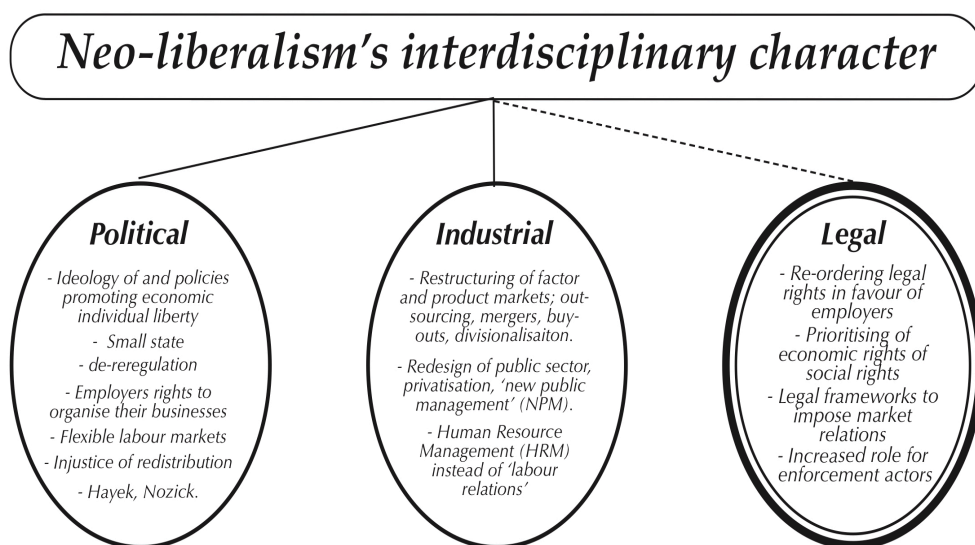 Neo-liberalism's interdisciplinary character
Political
- Ideology of and policies
promoting economic
individual liberty
- Small state
- de-reregulation
- Employers rights to
organise their businesses
- Flexible labour markets
- Injustice of redistribution
- Hayek, Nozick.
Industrial
- Restructuring of factor
and product markets; out-
sourcing, mergers, buy-
outs, divisionalisaiton.
- Redesign of public sector,
privatisation, 'new public
management' (NPM).
- Human Resource
Management (HRM)
instead of 'labour
relations'
Legal
- Re-ordering legal
rights in favour of
employers
- Prioritising of
economic rights of
social rights
- Legal frameworks to
impose market
relations
- Increased role for
enforcement actors